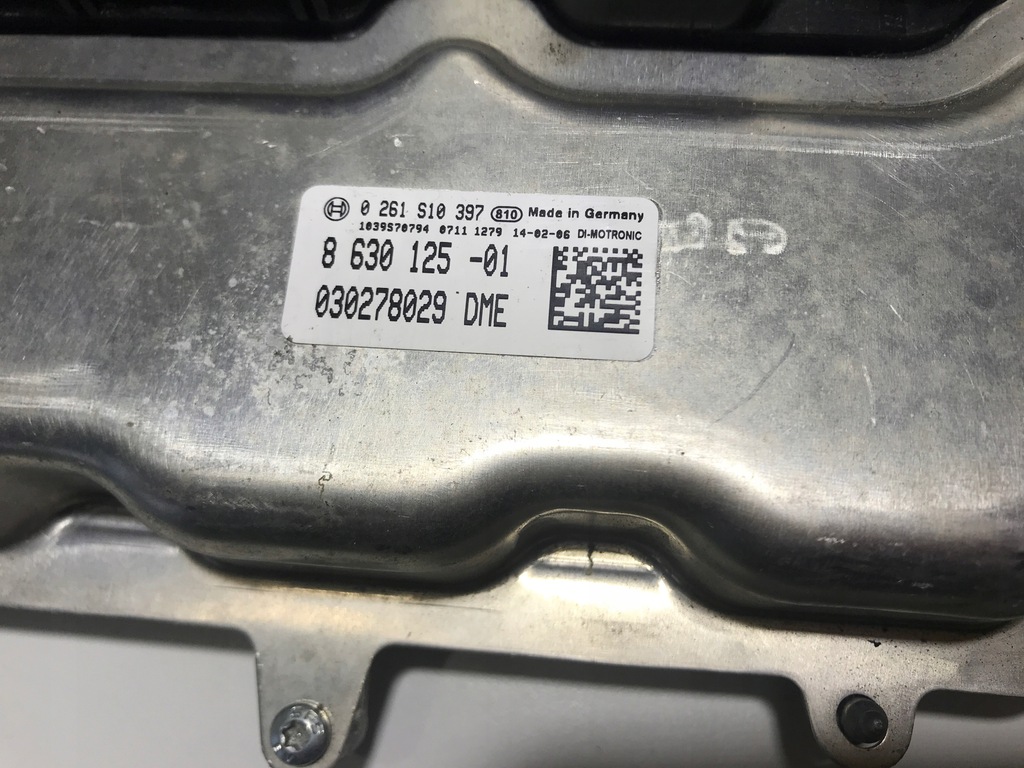 0 261 S10 397 810 Made in Germany
1039S70794 0711 1279 14-02-06 DI-MOTRONIC
8 630 125 -01
030278029 DME